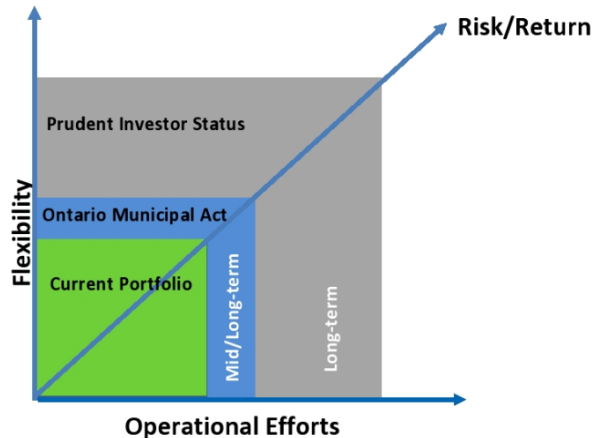 Risk/Return
Prudent Investor Status
Ontario Municipal Act
Current Portfolio
Flexibility
Mid/Long-term
Long-term
Operational Efforts